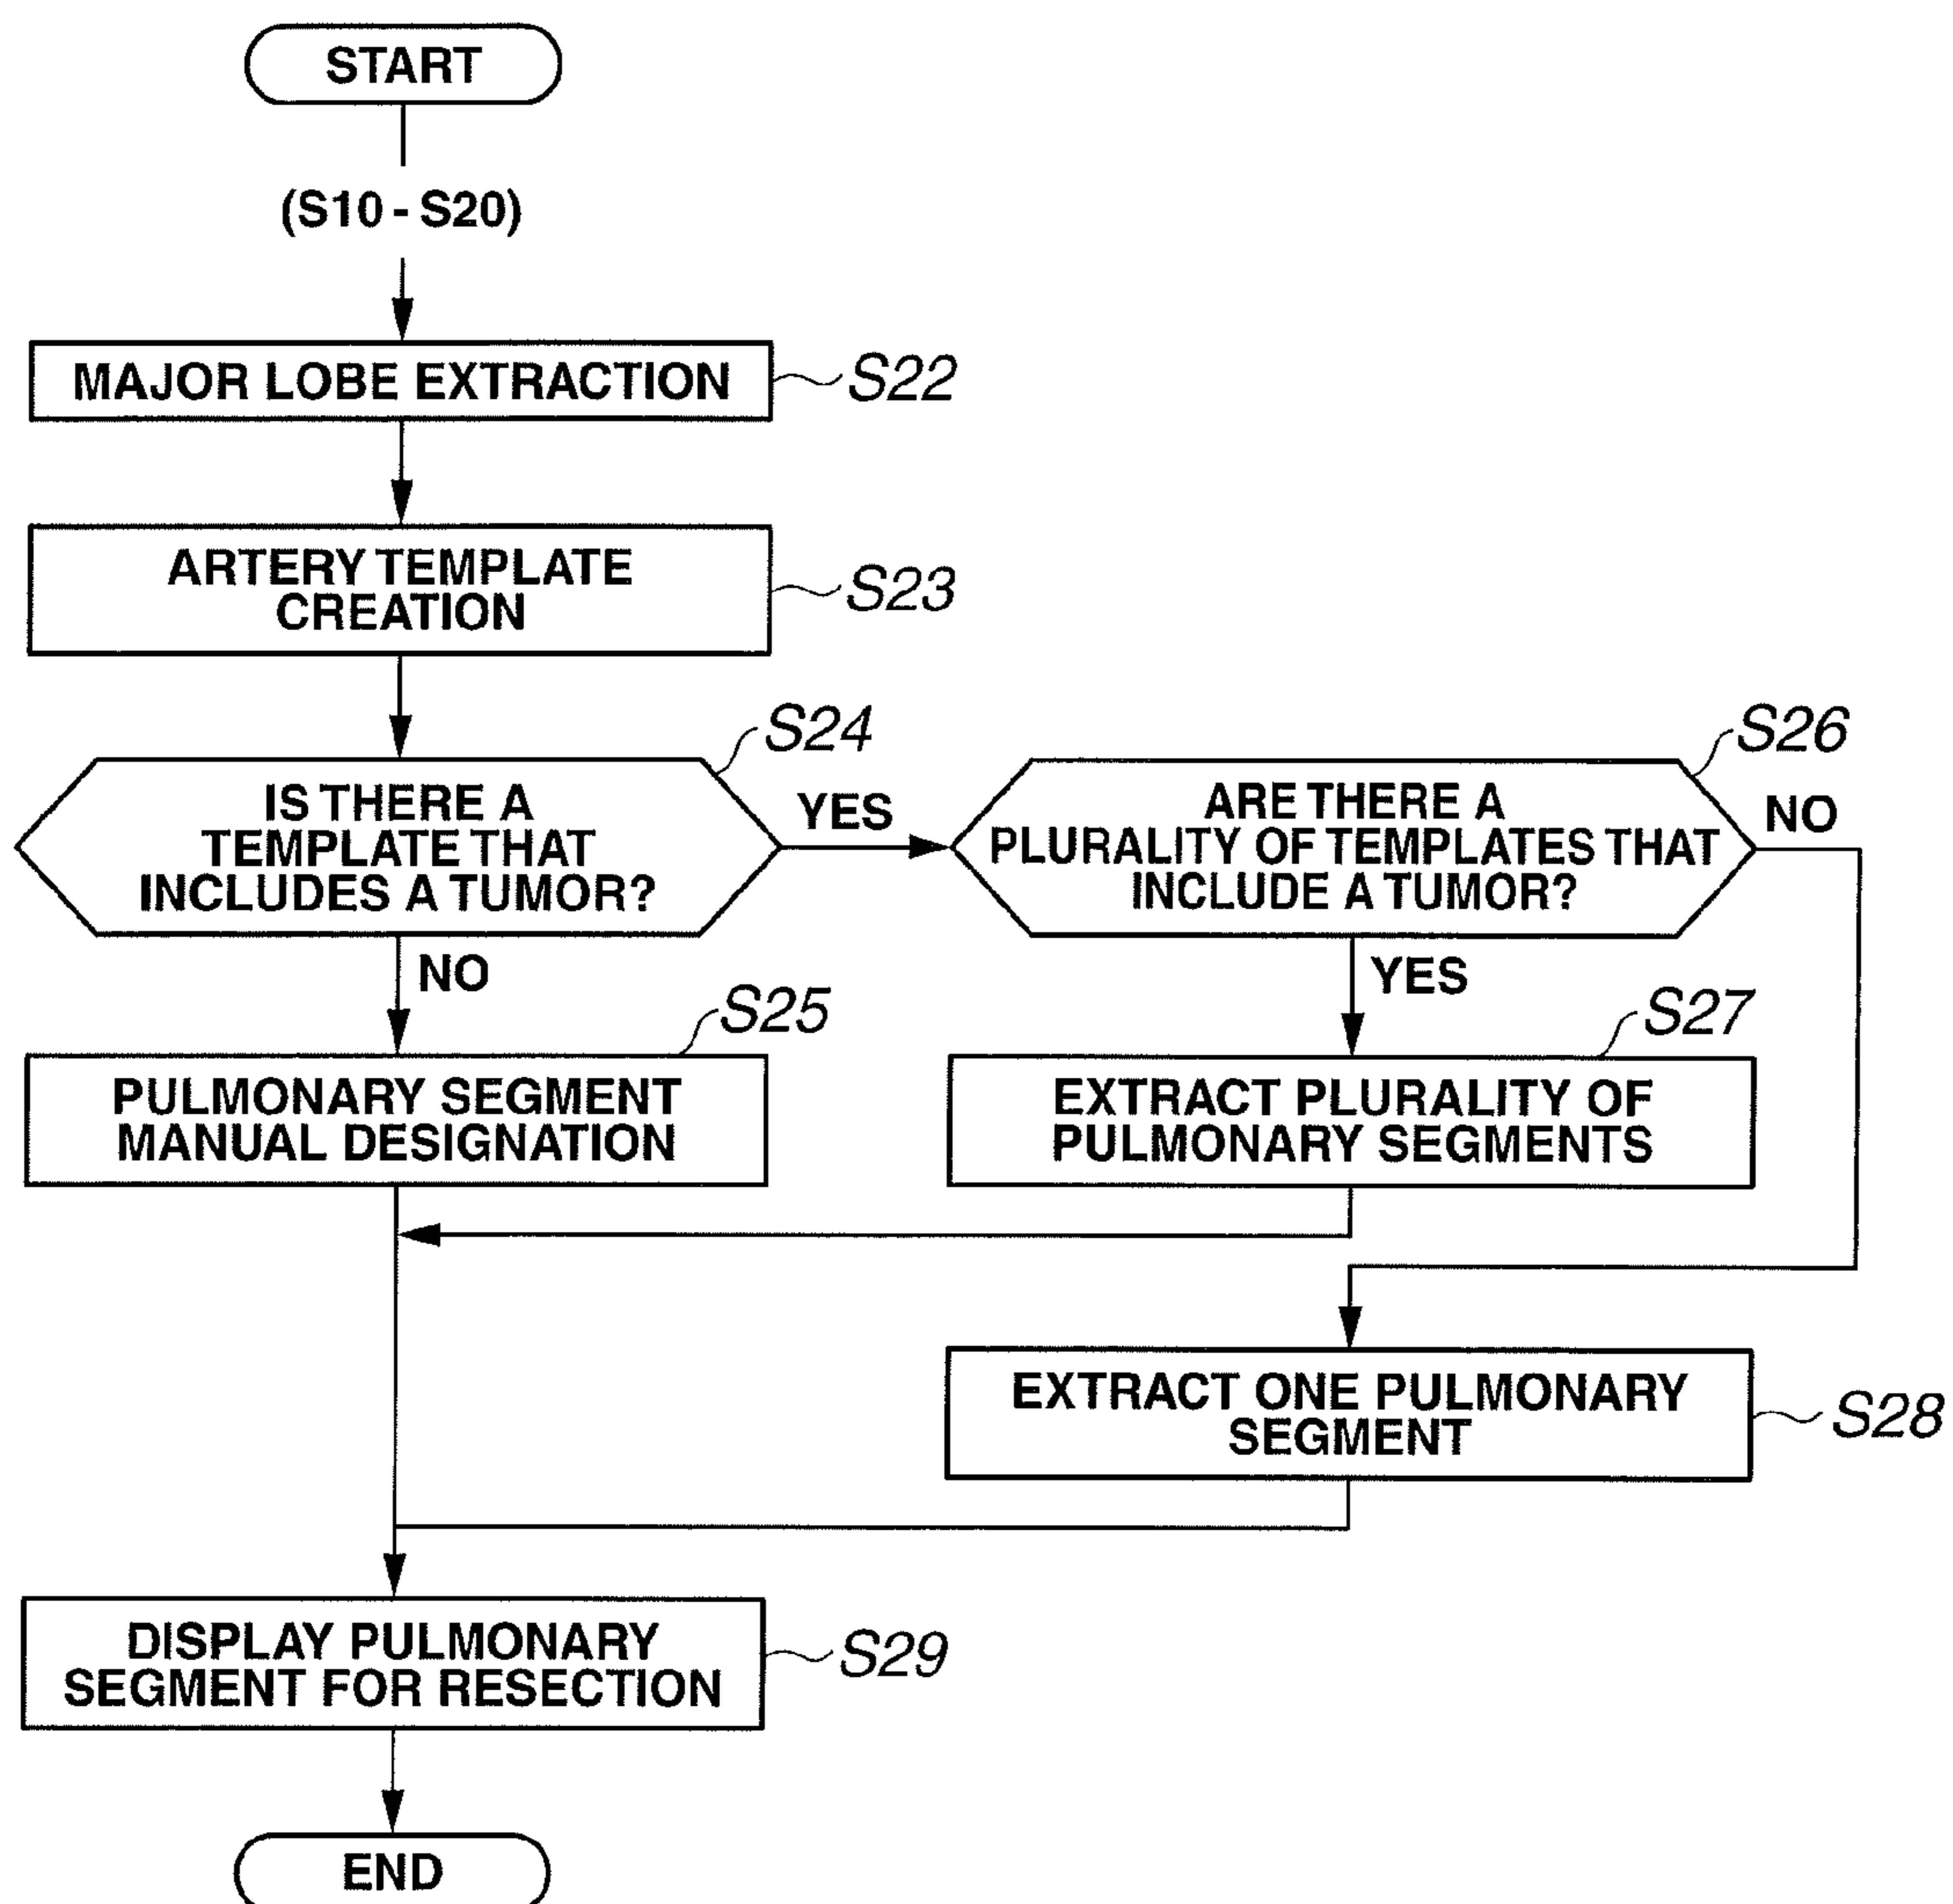 START
(S10 - S20)
MAJOR LOBE EXTRACTION
S22
ARTERY TEMPLATE
CREATION
S23
S24
IS THERE A
TEMPLATE THAT
INCLUDES A TUMOR?
YES
NO
S26
ARE THERE A
PLURALITY OF TEMPLATES THAT
INCLUDE A TUMOR?
NO
YES
S25
PULMONARY SEGMENT
MANUAL DESIGNATION
S27
EXTRACT PLURALITY OF
PULMONARY SEGMENTS
EXTRACT ONE PULMONARY
SEGMENT
S28
DISPLAY PULMONARY
SEGMENT FOR RESECTION
S29
END